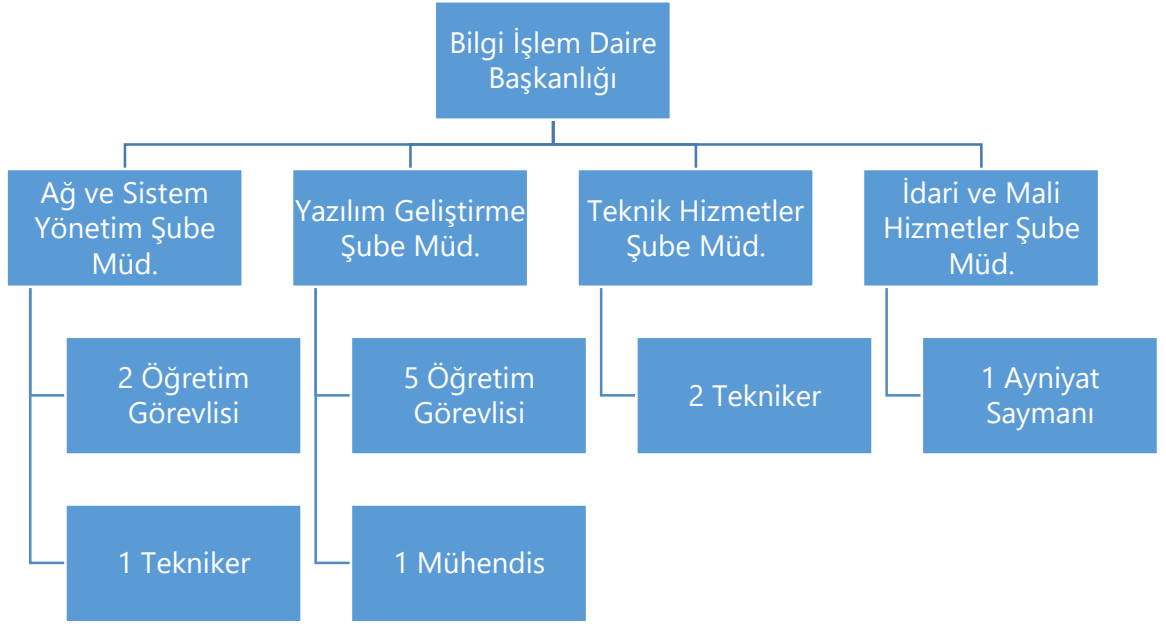 Bilgi İşlem Daire
Başkanlığı
Ağ ve Sistem
Yönetim Şube
Müd.
2 Öğretim
Görevlisi
1 Tekniker
Yazılım Geliştirme
Şube Müd.
5 Öğretim
Görevlisi
1 Mühendis
Teknik Hizmetler
Şube Müd.
2 Tekniker
İdari ve Mali
Hizmetler Şube
Müd.
1 Ayniyat
Saymanı